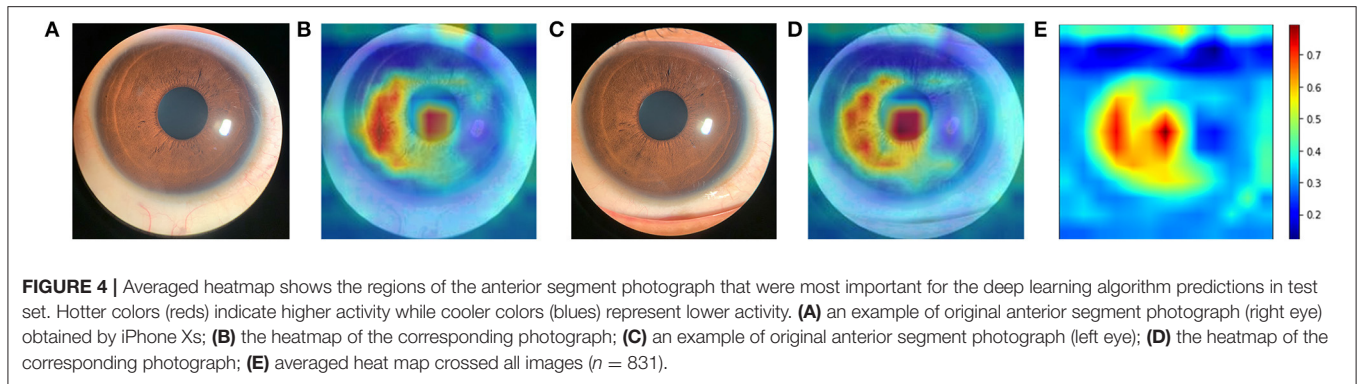 A B C D E
0.7
0.6
0.5
0.4
0.3
0.2
FIGURE 4 | Averaged heatmap shows the regions of the anterior segment photograph that were most important for the deep learning algorithm predictions in test
set. Hotter colors (reds) indicate higher activity while cooler colors (blues) represent lower activity. (A) an example of original anterior segment photograph (right eye)
obtained by iPhone Xs; (B) the heatmap of the corresponding photograph; (C) an example of original anterior segment photograph (left eye); (D) the heatmap of the
corresponding photograph; (E) averaged heat map crossed all images (n = 831).